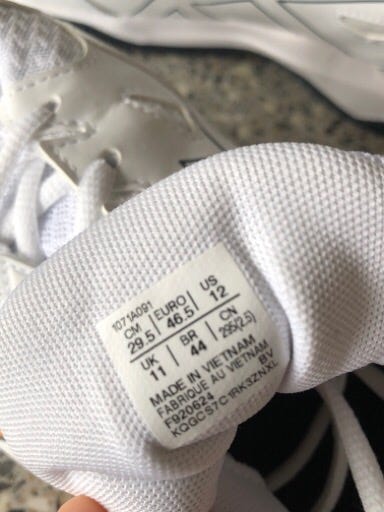 1071A091
CM EURO US
29.5 46.5 12
UK BR CN
11 44 295(2.5)
MADE IN VIETNAM
FABRIQUE AU VIETNAM
F920624 BV
KQGCS7C1RK3ZNXL